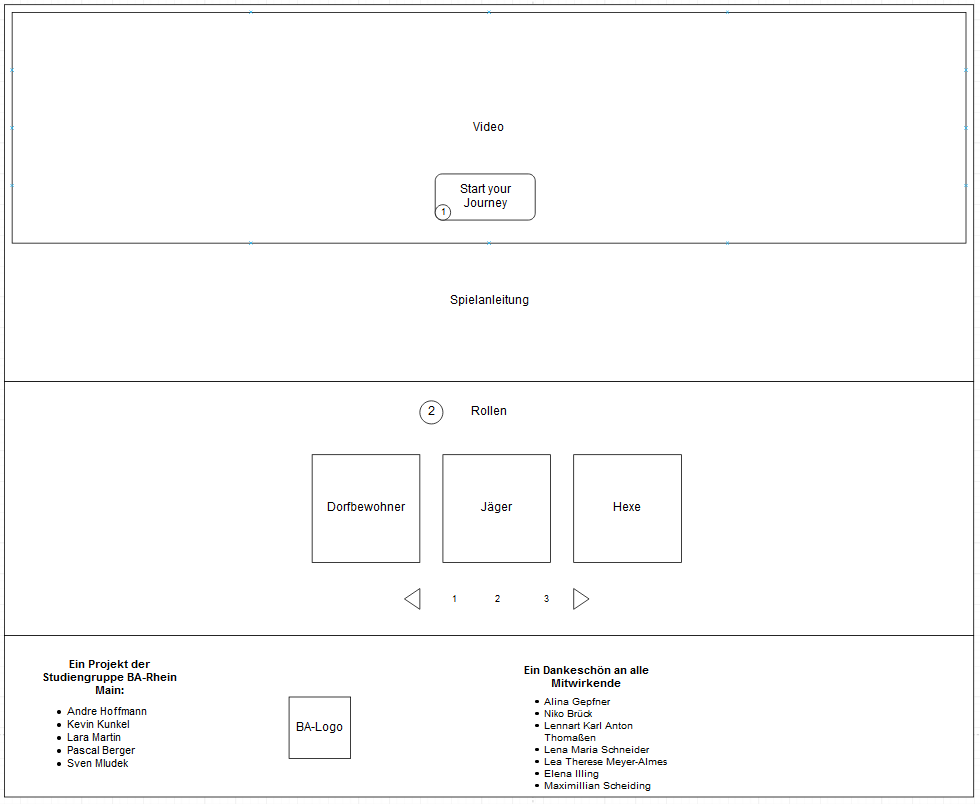 Video
Start your
Journey
1
Spielanleitung
2
Rollen
Dorfbewohner
Jäger
Hexe
1
2
3
Ein Projekt der
Studiengruppe BA-Rhein
Main:
Andre Hoffmann
Kevin Kunkel
Lara Martin
Pascal Berger
Sven Mludek
BA-Logo
Ein Dankeschön an alle
Mitwirkende
Alina Gepfner
Niko Brück
Lennart Karl Anton
Thomaßen
Lena Maria Schneider
Lea Therese Meyer-Almes
Elena Illing
Maximillian Scheiding